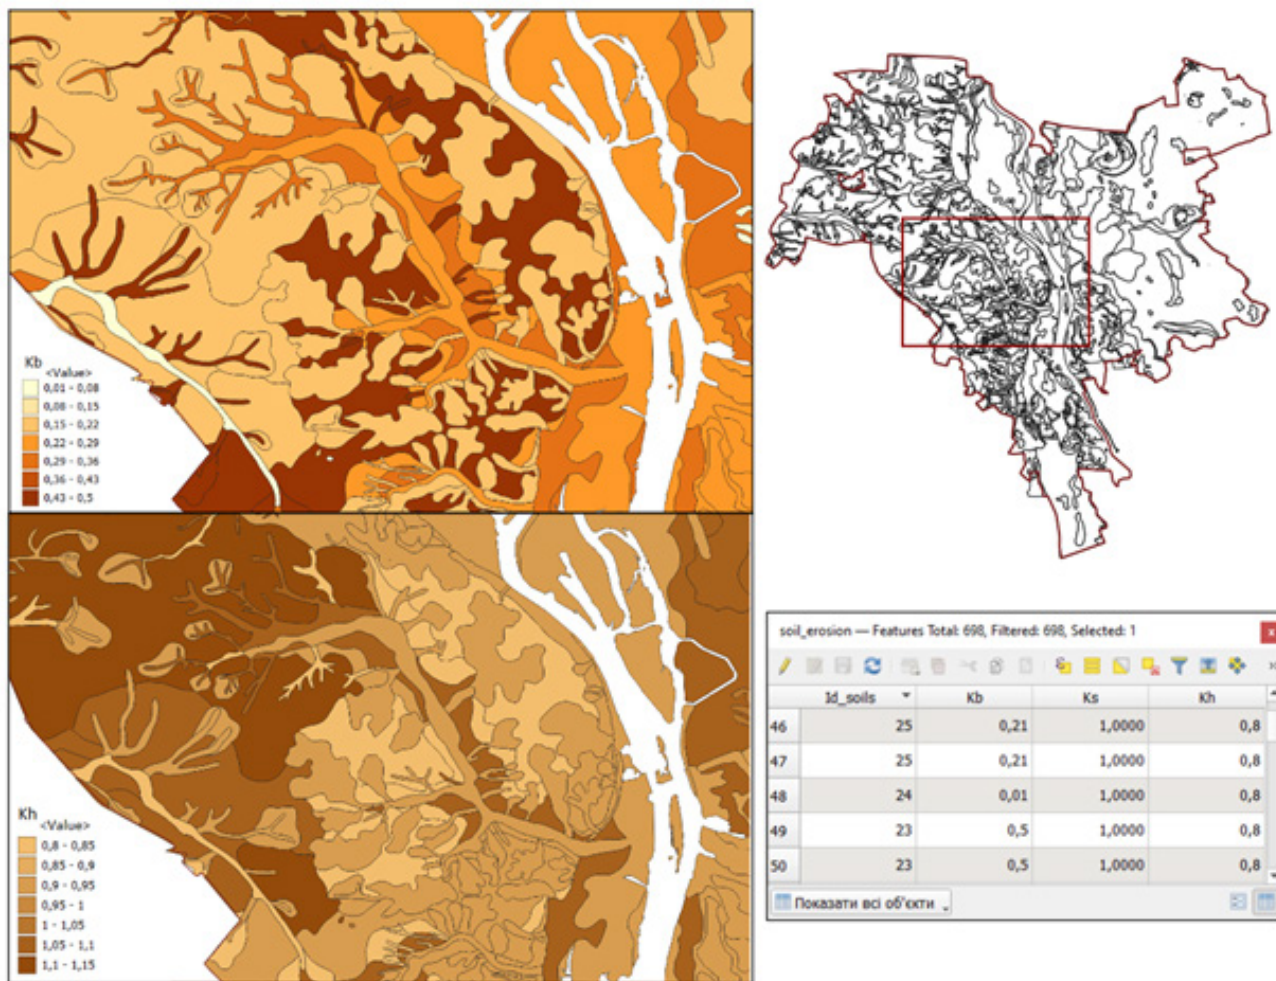 Kb
<Value>
0,01 - 0,08
0,08 - 0,15
0,15 - 0,22
0,22 - 0,29
0,29 - 0,36
0,36 - 0,43
0,43 - 0,5
Kh
<Value>
0,8 - 0,85
0,85 - 0,9
0,9 - 0,95
0,95 - 1
1 - 1,05
1,05 - 1,1
1,1 - 1,15
soil_erosion — Features Total: 698, Filtered: 698, Selected: 1
Id_soils Kb Ks Kh
46 25 0,21 1,0000 0,8
47 25 0,21 1,0000 0,8
48 24 0,01 1,0000 0,8
49 23 0,5 1,0000 0,8
50 23 0,5 1,0000 0,8
Показати всі об'єкти